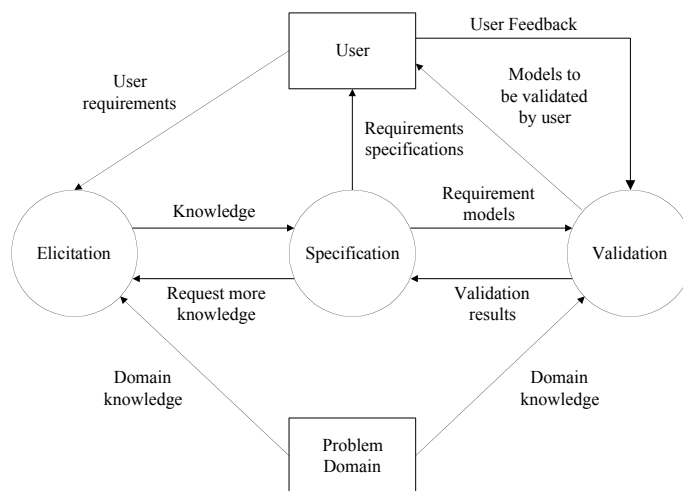 User Feedback
User
User
requirements
Models to
be validated
by user
Requirements
specifications
Knowledge
Requirement
models
Elicitation
Specification
Validation
Request more
knowledge
Validation
results
Domain
knowledge
Domain
knowledge
Problem
Domain